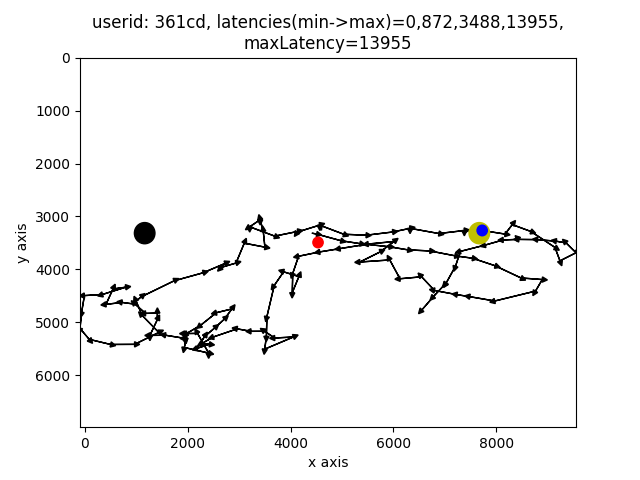 userid: 361cd, latencies(min->max)=0,872,3488,13955,
maxLatency=13955
0
1000
2000
3000
4000
5000
6000
y axis
0 2000 4000 6000 8000
x axis